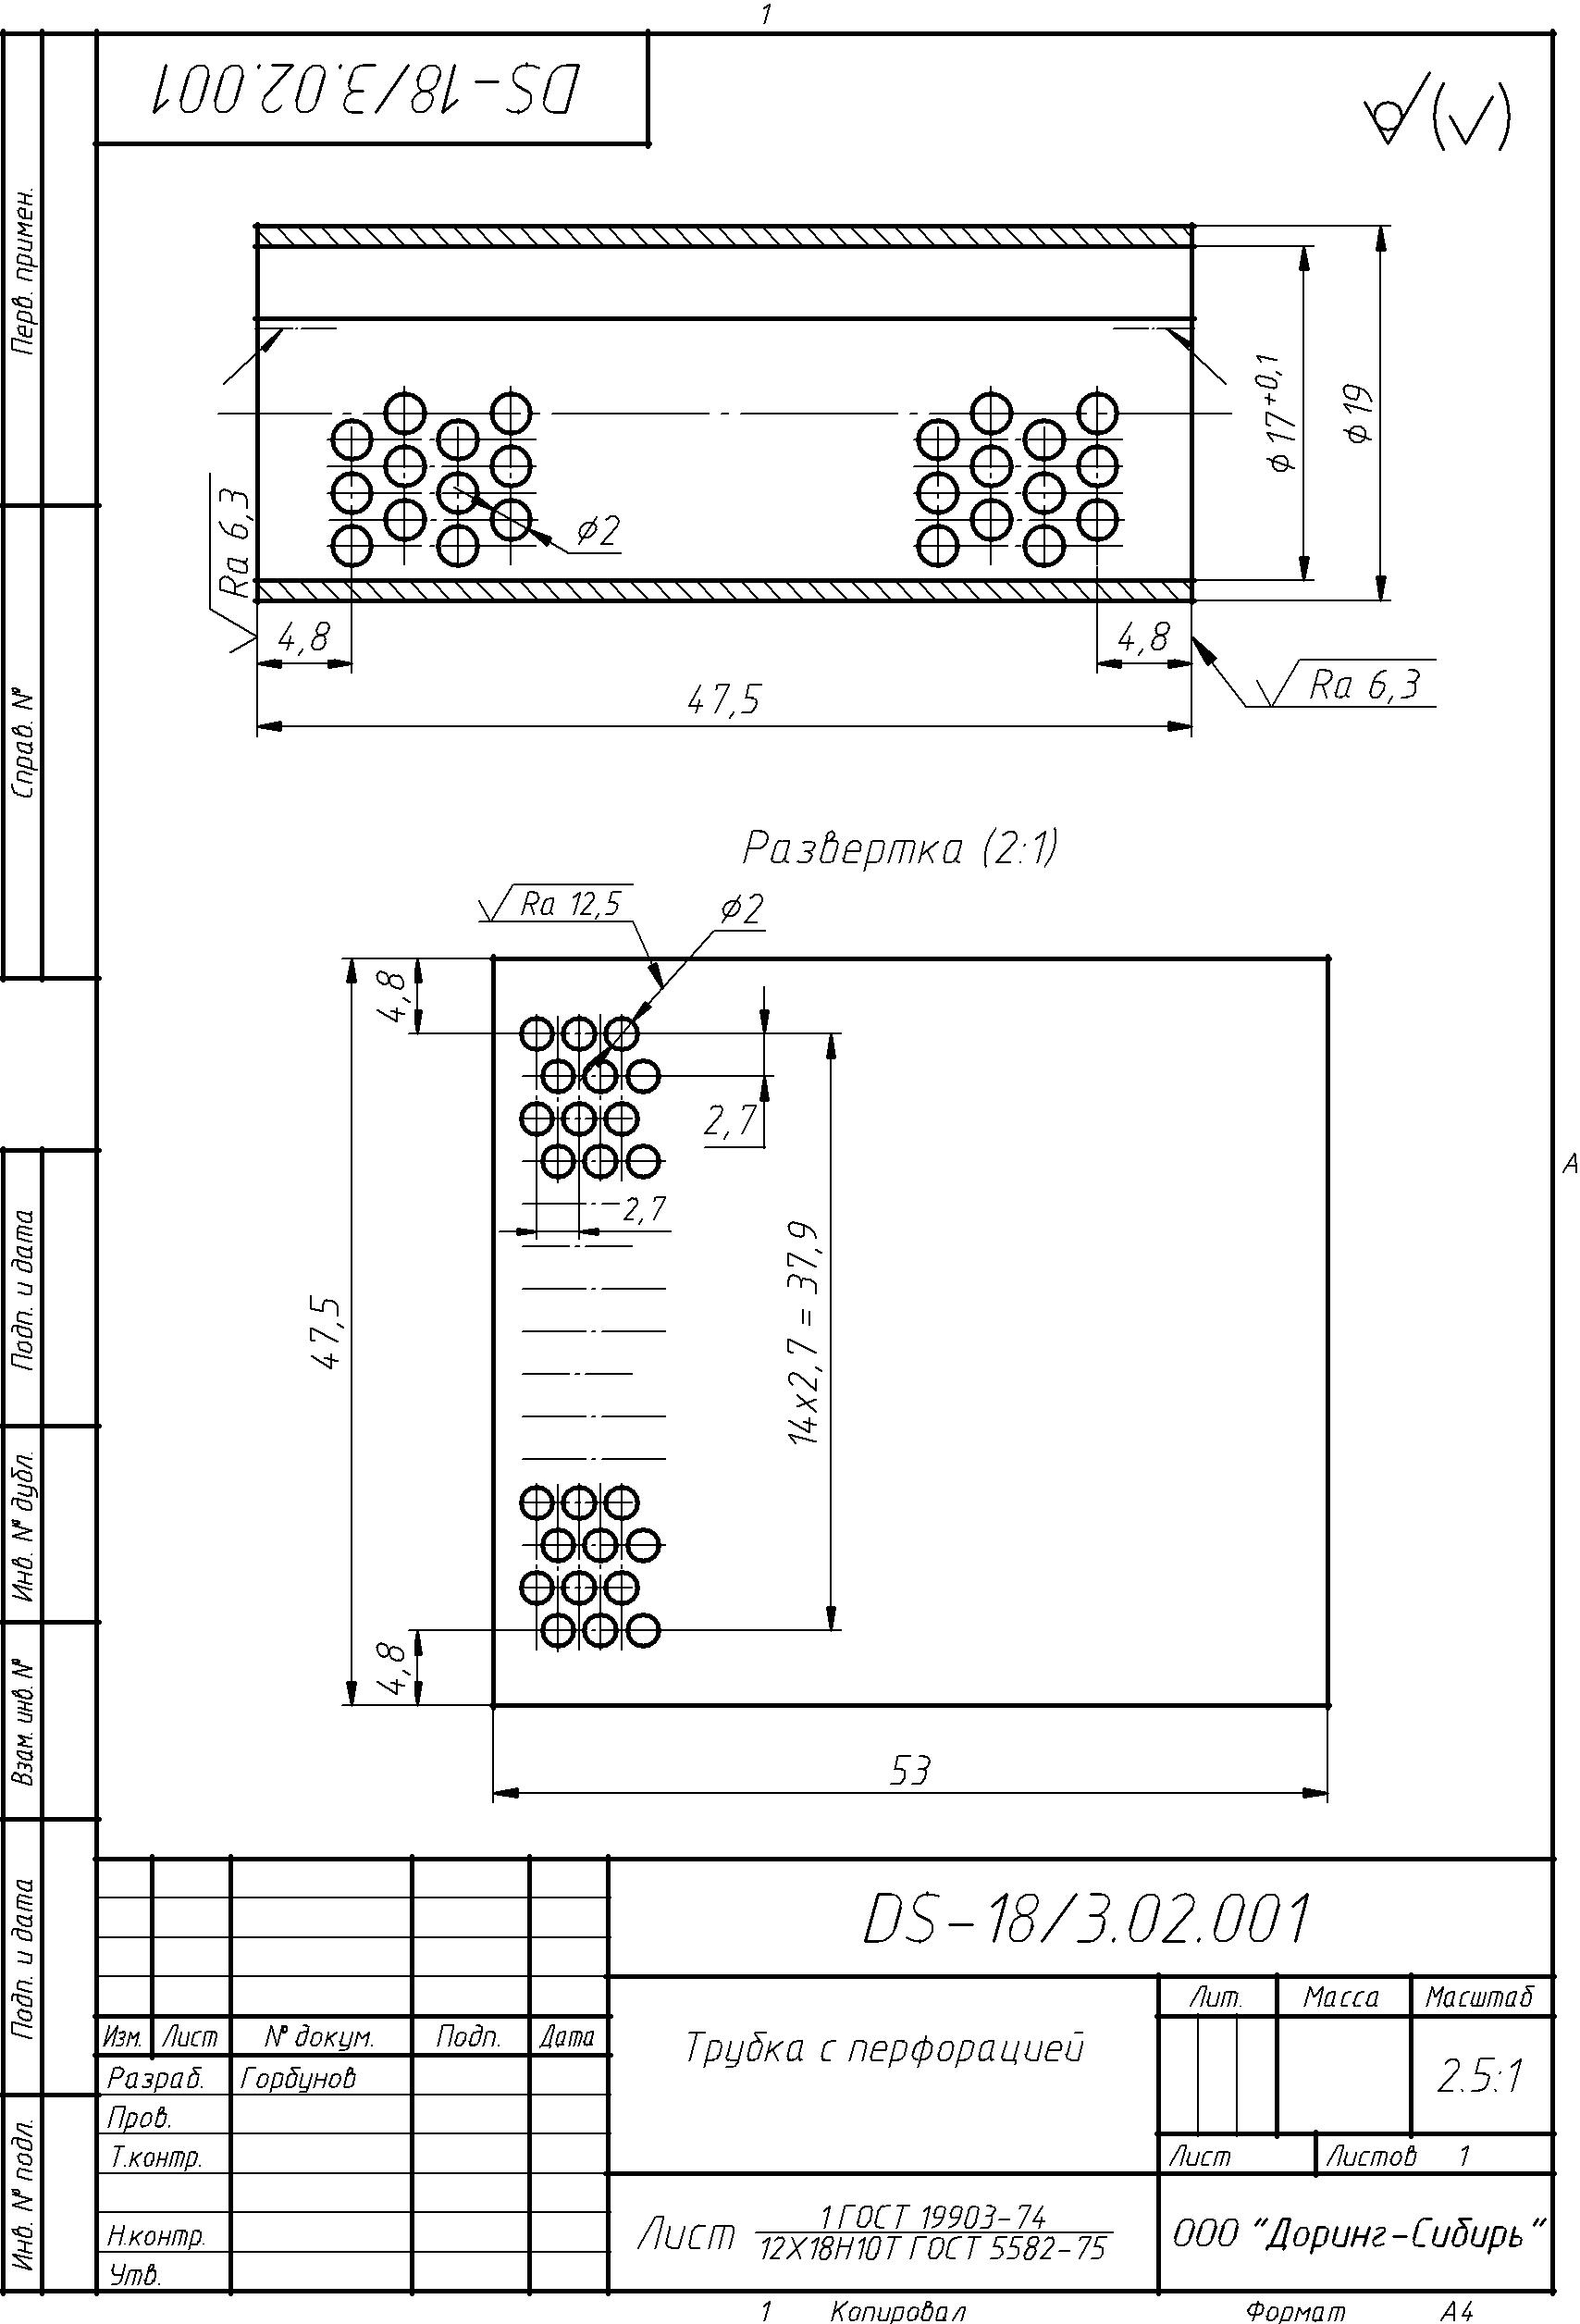 1
DS-18/3.02.001
Перв. примен.
Справ. №
Подп. и дата
Инв. № дубл.
Взам. инв. №
Подп. и дата
Инв. № подл.
(√)
ϕ17+0,1
ϕ19
Ra 6,3
ϕ2
4,8
4,8
47,5
Ra 6,3
Развертка (2:1)
Ra 12,5
ϕ2
4,8
2,7
2,7
47,5
14x2,7 = 37,9
4,8
53
А
DS-18/3.02.001
Изм. Лист № докум. Подп. Дата
Разраб. Горбунов
Пров.
Т.контр.
Н.контр.
Утв.
Трубка с перфорацией
Лит. Масса Масштаб
2.5:1
Лист Листов 1
Лист 1 ГОСТ 19903-74
12Х18Н10Т ГОСТ 5582-75
ООО "Доринг-Сибирь"
1 Копировал Формат А4